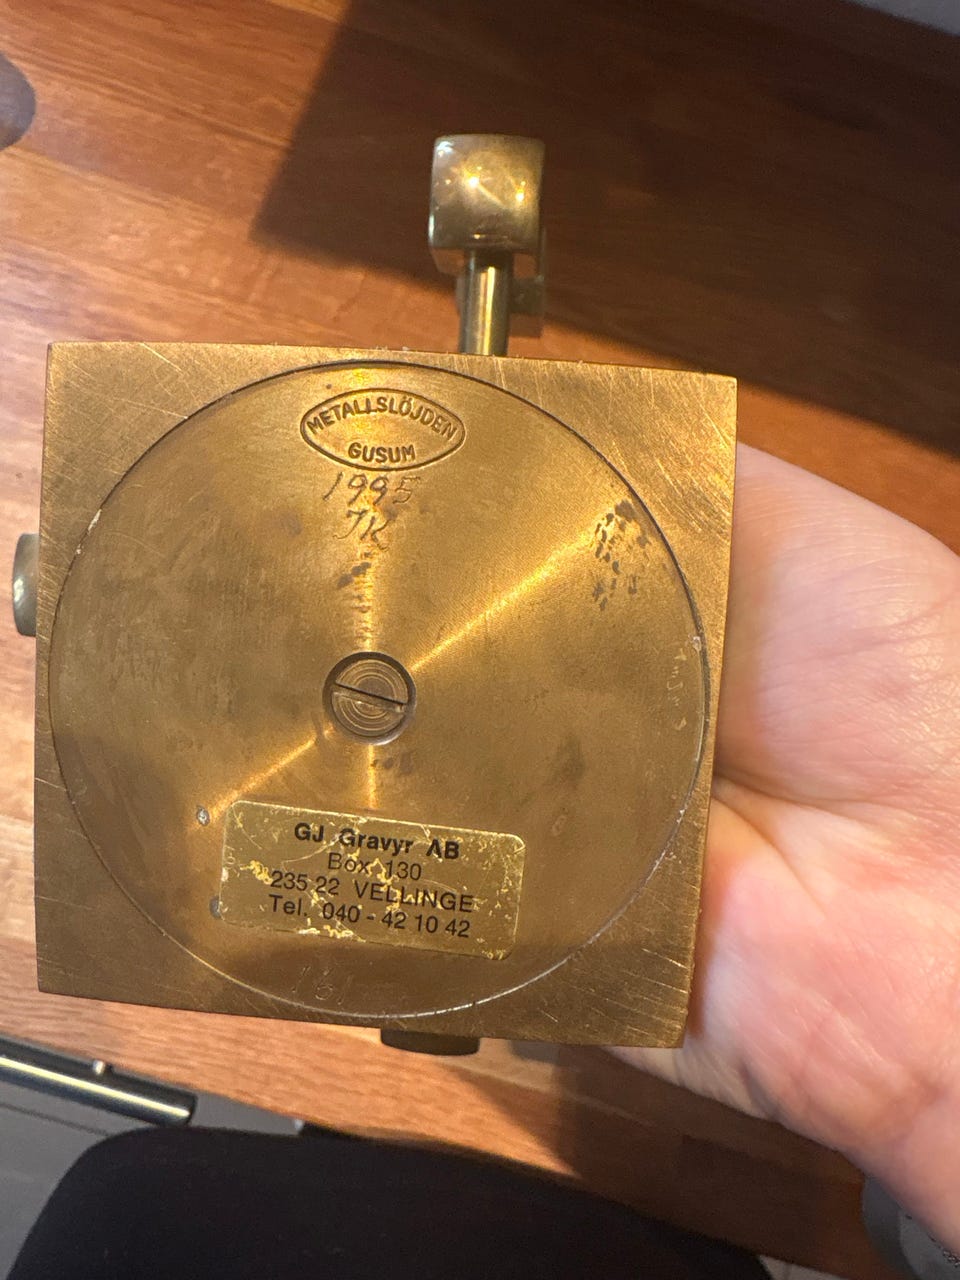 METALLSLÖJDEN
GUSUM
1995
JK
GJ Gravyr AB
Box 130
235 22 VELLINGE
Tel. 040 - 42 10 42
161